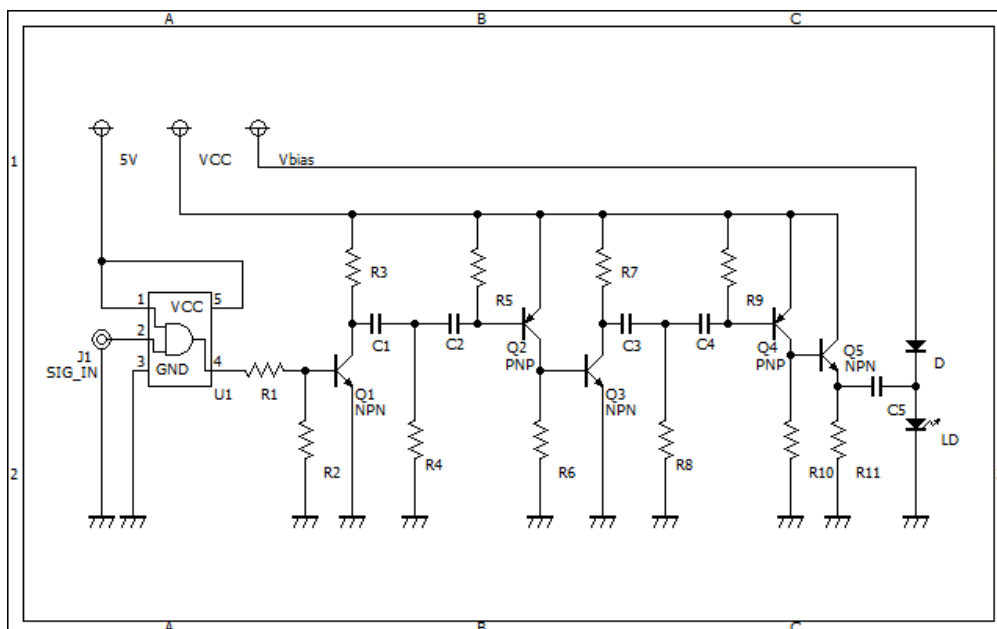 A B C
1 5V VCC Vbias
R3 R5 R7 R9
1 VCC 5
2
J1
SIG_IN
3 GND 4
U1
R1
C1 C2
Q2
PNP
C3 C4
Q4
PNP
Q5
NPN
D
Q1
NPN
Q3
NPN
C5
LD
2 R2 R4 R6 R8 R10 R11
A B C